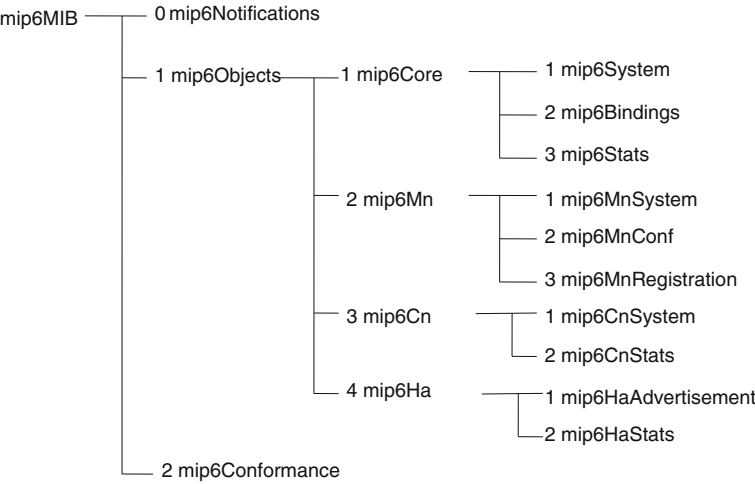 mip6MIB
0 mip6Notifications
1 mip6Objects
1 mip6Core
1 mip6System
2 mip6Bindings
3 mip6Stats
2 mip6Mn
1 mip6MnSystem
2 mip6MnConf
3 mip6MnRegistration
3 mip6Cn
1 mip6CnSystem
2 mip6CnStats
4 mip6Ha
1 mip6HaAdvertisement
2 mip6HaStats
2 mip6Conformance